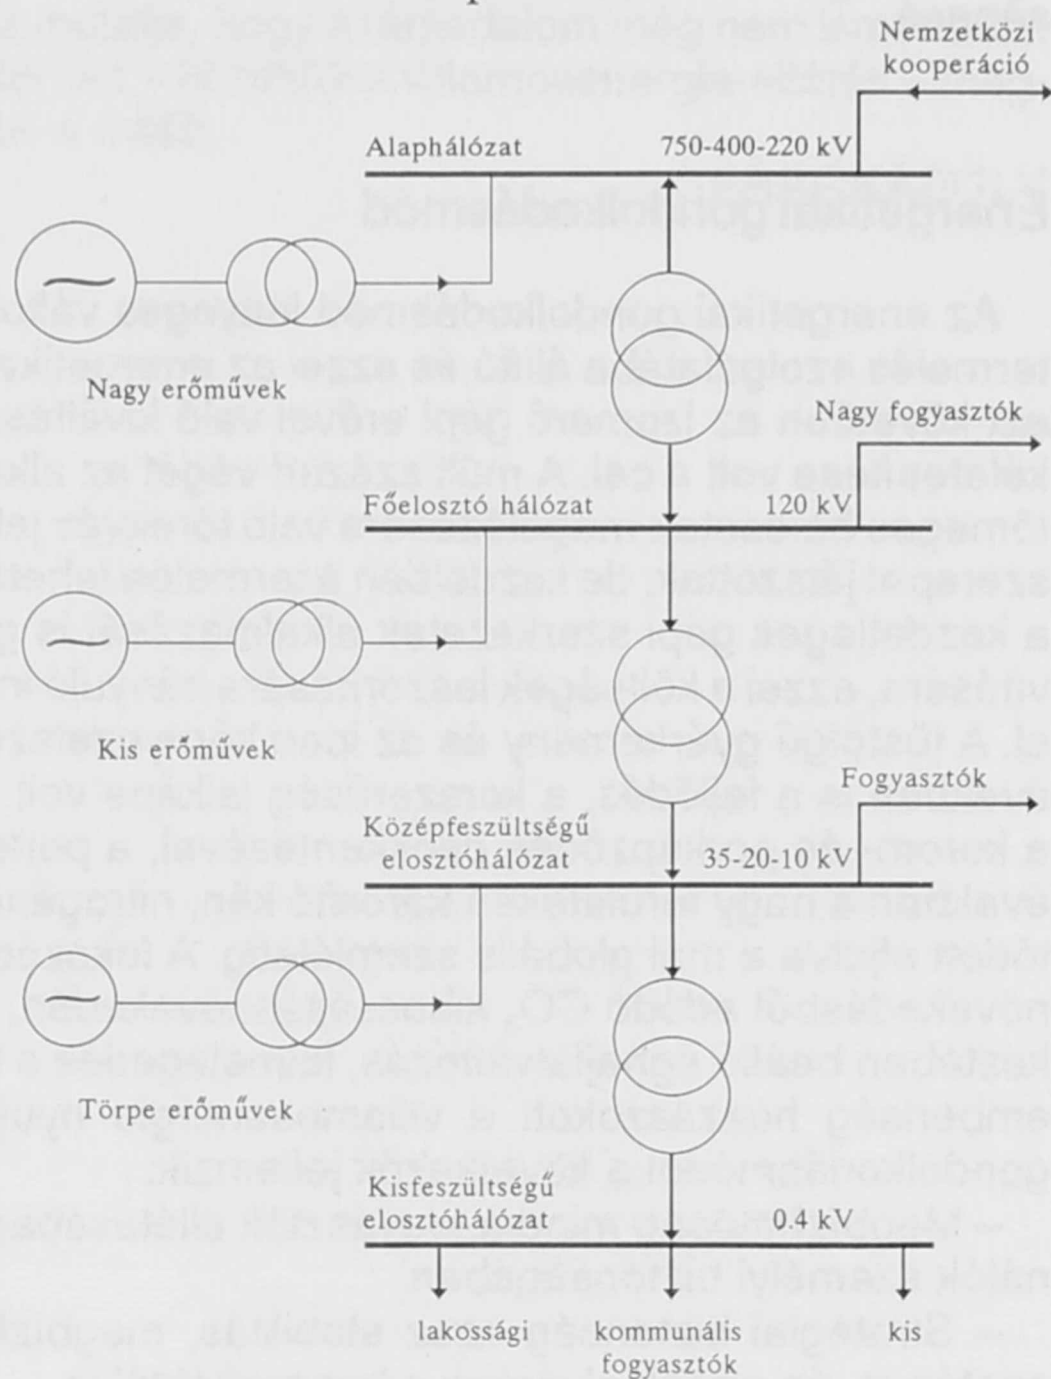 Nemzetközi
kooperáció
Alaphálózat 750-400-220 kV
Nagy erőművek
Nagy fogyasztók
Főelosztó hálózat 120 kV
Kis erőművek
Fogyasztók
Középfeszültségű
elosztóhálózat 35-20-10 kV
Törpe erőművek
Kisfeszültségű
elosztóhálózat 0.4 kV
lakossági kommunális kis
fogyasztók